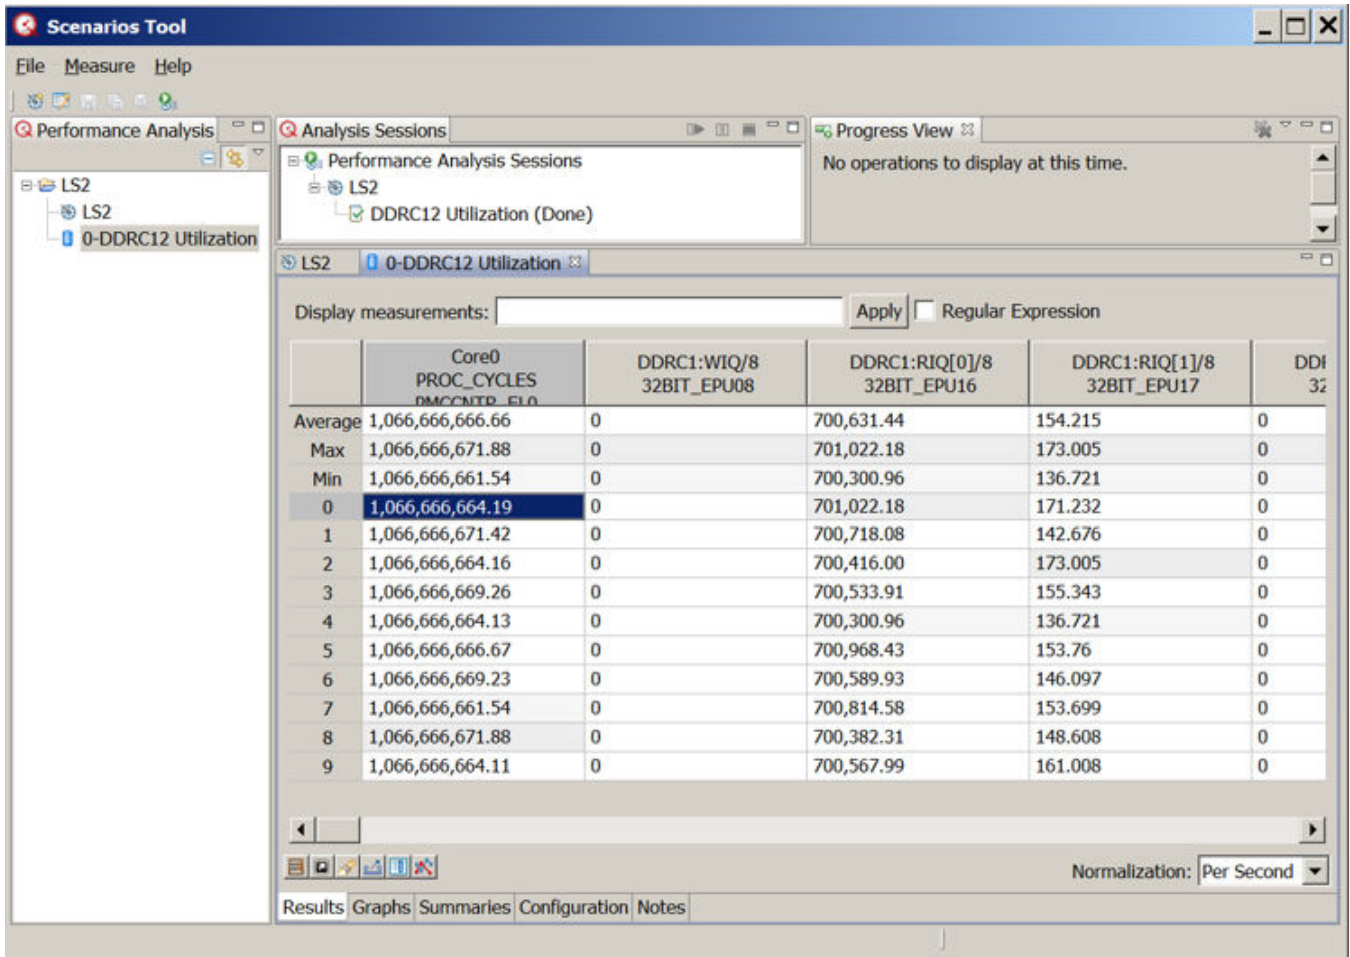 Scenarios Tool
File Measure Help
Performance Analysis
LS2
LS2
0-DDRC12 Utilization
Analysis Sessions
Performance Analysis Sessions
LS2
DDRC12 Utilization (Done)
Progress View
No operations to display at this time.
LS2 0-DDRC12 Utilization
Display measurements: Apply Regular Expression
Core0 PROC_CYCLES PMCCNTR_EL0
DDRC1:WIQ/8 32BIT_EPU08
DDRC1:RIQ[0]/8 32BIT_EPU16
DDRC1:RIQ[1]/8 32BIT_EPU17
Average 1,066,666,666.66 0 700,631.44 154.215 0
Max 1,066,666,671.88 0 701,022.18 173.005 0
Min 1,066,666,661.54 0 700,300.96 136.721 0
0 1,066,666,664.19 0 701,022.18 171.232 0
1 1,066,666,671.42 0 700,718.08 142.676 0
2 1,066,666,664.16 0 700,416.00 173.005 0
3 1,066,666,669.26 0 700,533.91 155.343 0
4 1,066,666,664.13 0 700,300.96 136.721 0
5 1,066,666,666.67 0 700,968.43 153.76 0
6 1,066,666,669.23 0 700,589.93 146.097 0
7 1,066,666,661.54 0 700,814.58 153.699 0
8 1,066,666,671.88 0 700,382.31 148.608 0
9 1,066,666,664.11 0 700,567.99 161.008 0
Normalization: Per Second
Results Graphs Summaries Configuration Notes